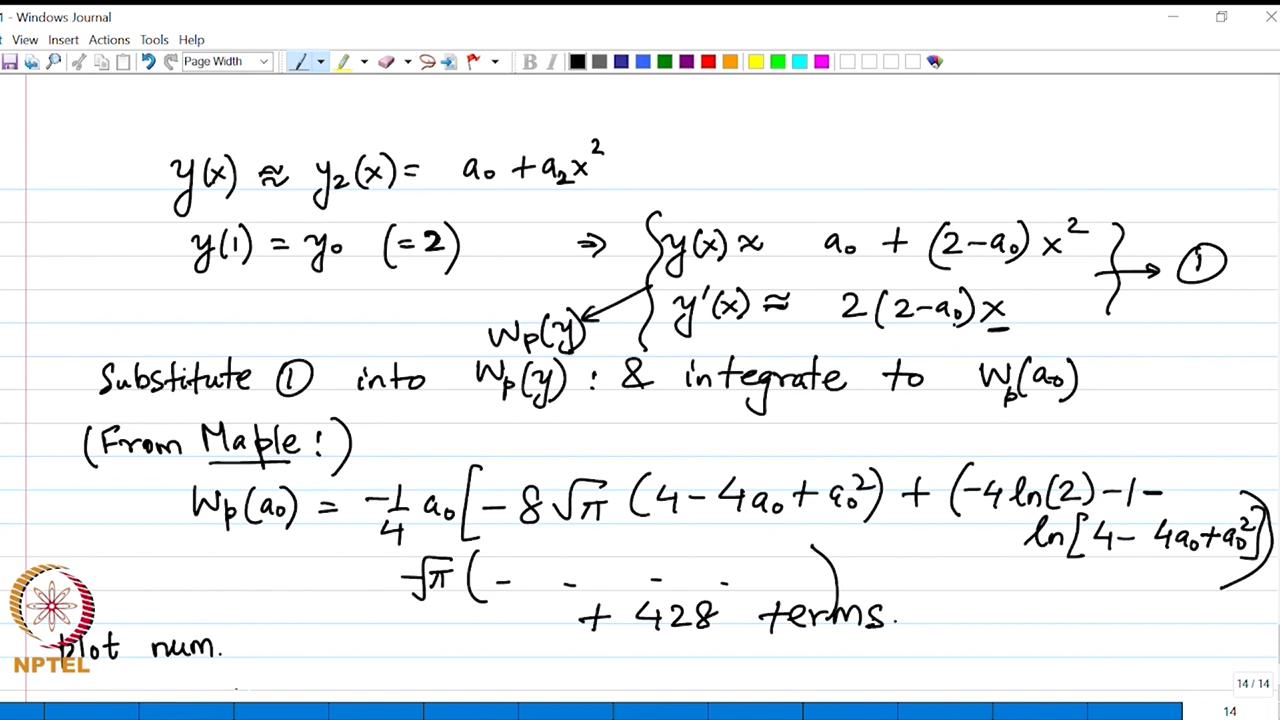 1 - Windows Journal
View Insert Actions Tools Help
Page Width
B I
y(x) ≈ y₂(x) = a₀ + a₂x²
y(1) = y₀ (=2) ⇒ { y(x) ≈ a₀ + (2-a₀)x² } → ①
y'(x) ≈ 2(2-a₀)x
Wp(y)
Substitute ① into Wp(y) : & integrate to Wp(a₀)
(From Maple :)
Wp(a₀) = -1/4 a₀ [ -8√π (4 - 4a₀ + a₀²) + (-4 ln(2) - 1 -
ln[4 - 4a₀ + a₀²])
√π ( - - - - )
+ 428 terms.
plot num.
NPTEL
14 / 14
14